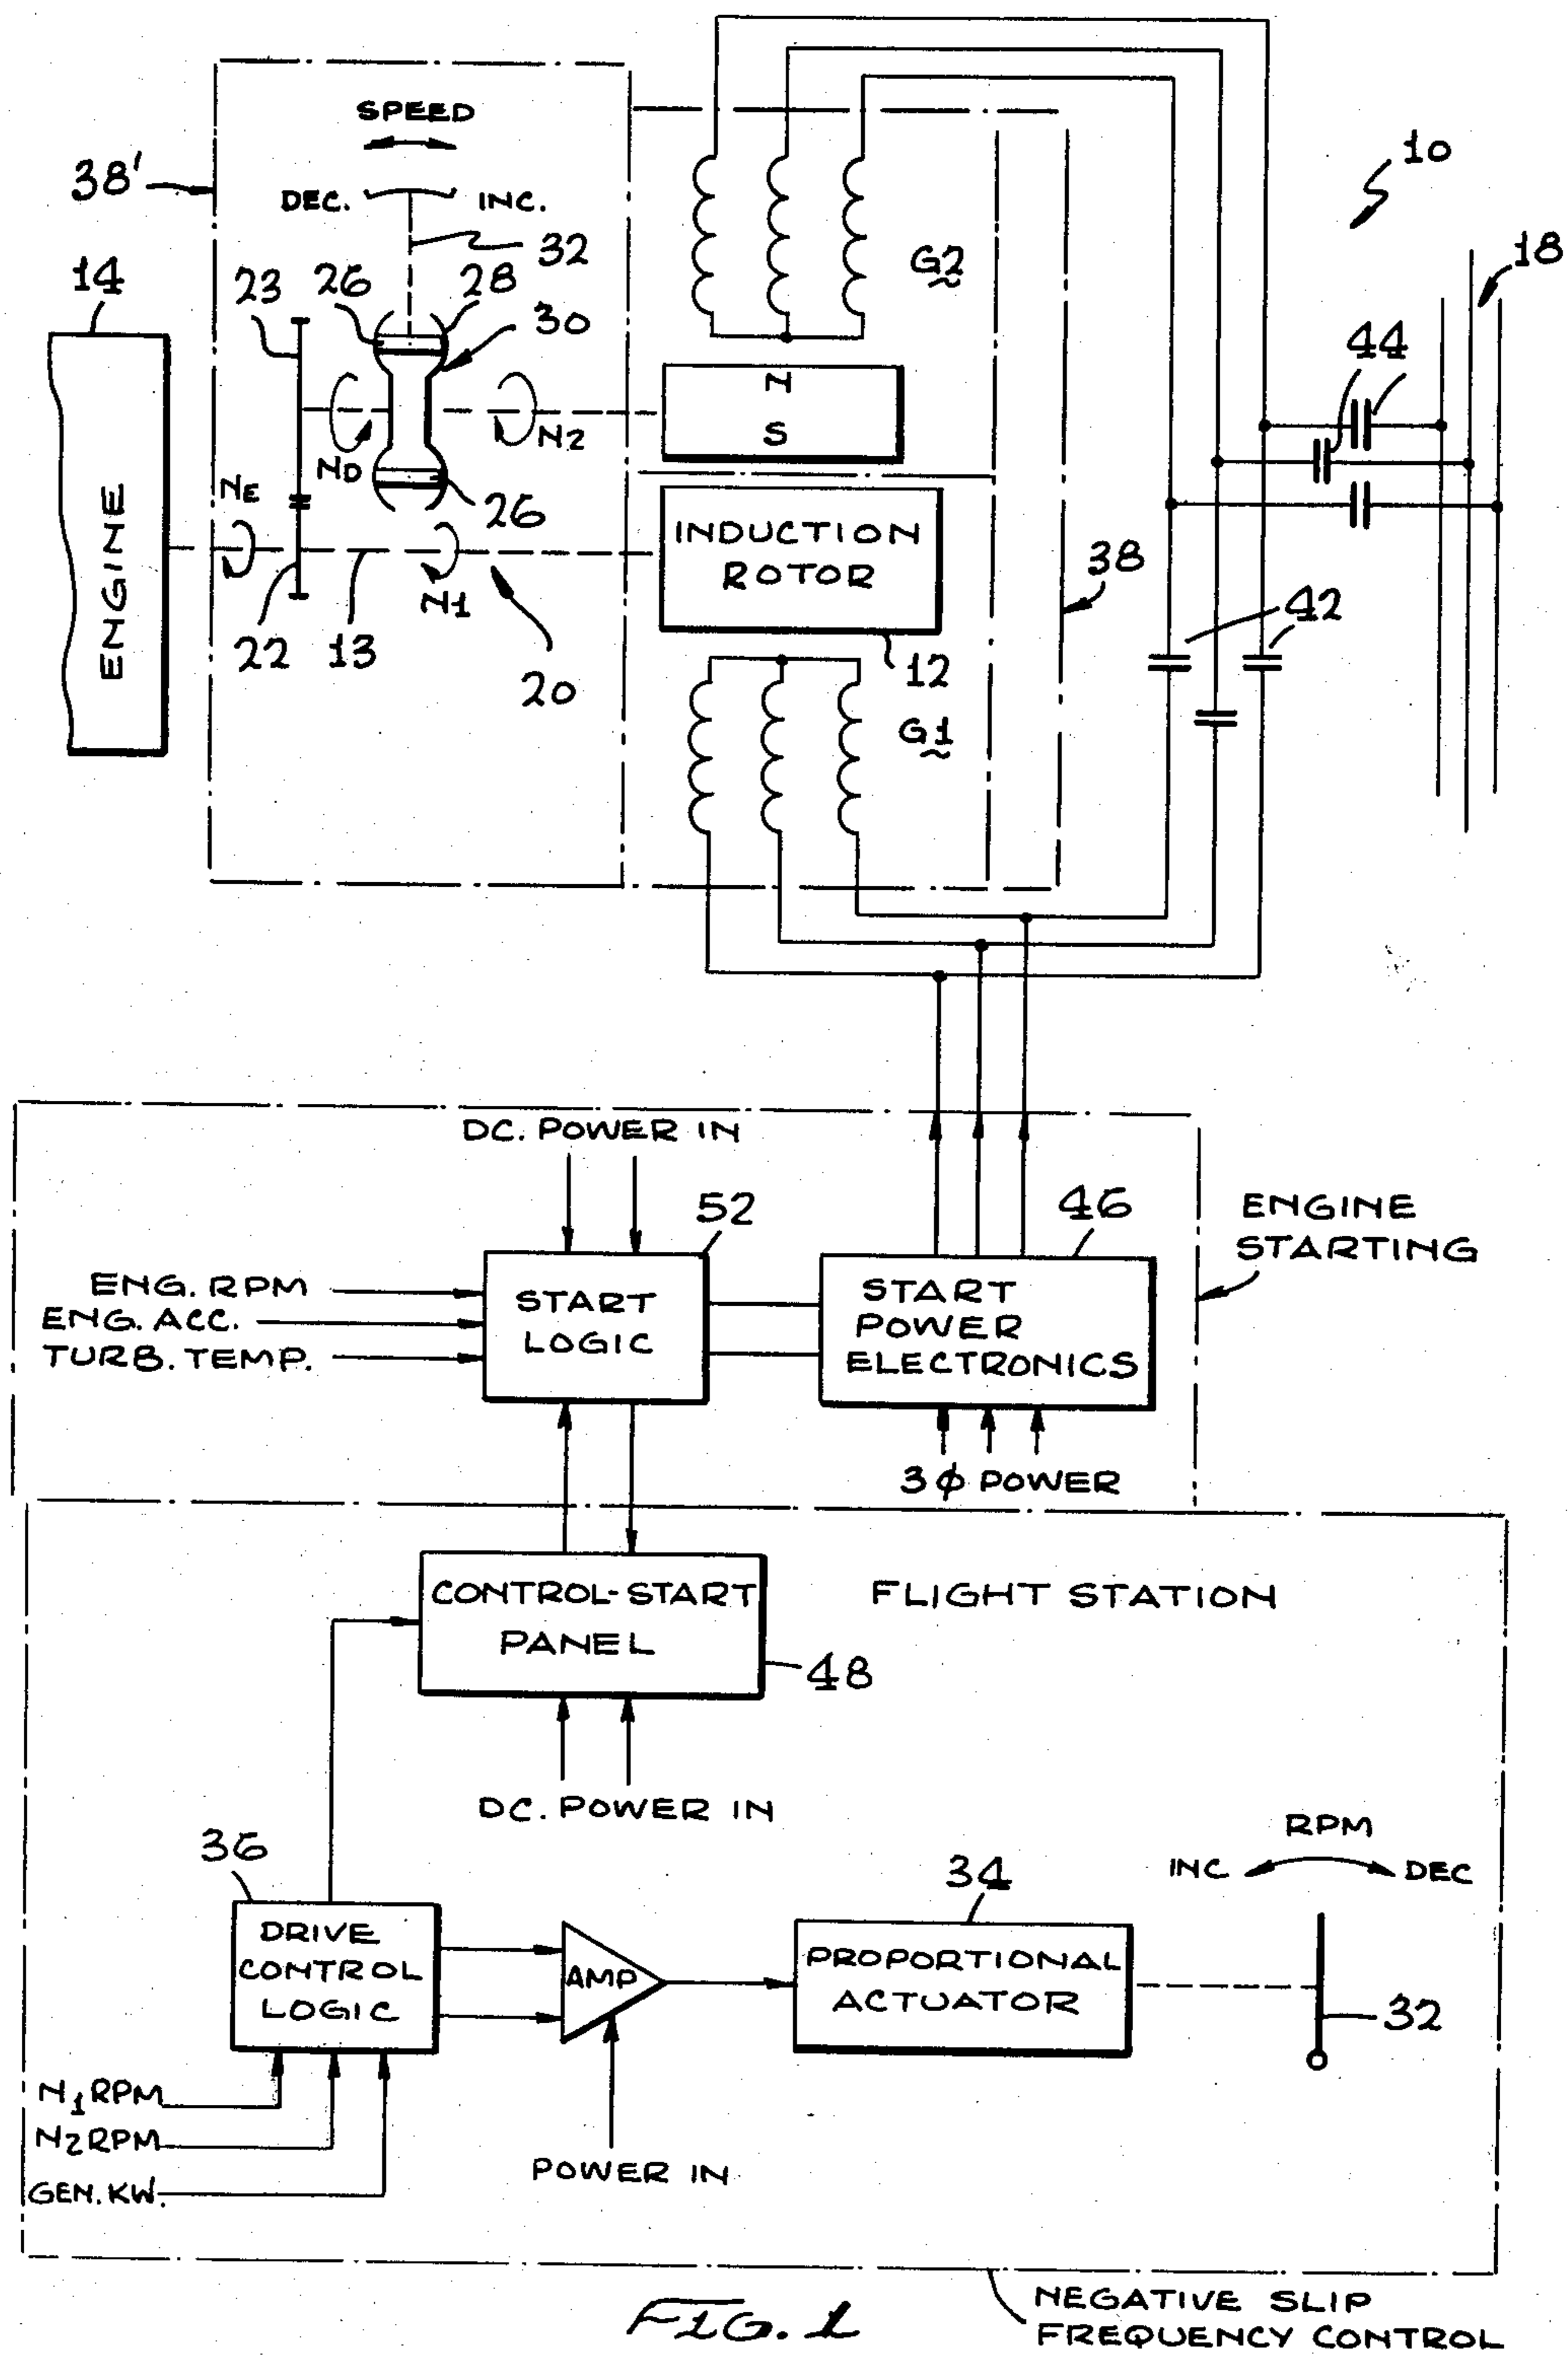 SPEED
DEC. INC.
38'
32
10
18
14
23
26
28
30
G2
44
N
S
ND
N2
NE
26
ENGINE
INDUCTION
ROTOR
38
N1
22
13
20
12
42
G1
DC. POWER IN
52
46
ENGINE
STARTING
ENG. RPM
ENG. ACC.
TURB. TEMP.
START
LOGIC
START
POWER
ELECTRONICS
3ϕ POWER
CONTROL-START
PANEL
FLIGHT STATION
48
DC. POWER IN
36
34
RPM
INC DEC
DRIVE
CONTROL
LOGIC
AMP
PROPORTIONAL
ACTUATOR
32
N1 RPM
N2 RPM
GEN. KW.
POWER IN
NEGATIVE SLIP
FREQUENCY CONTROL
FIG. 1